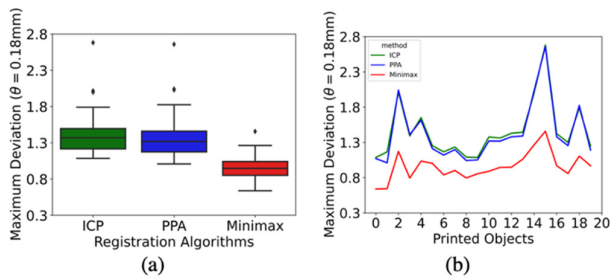 Maximum Deviation (θ = 0.18mm)
2.8
2.3
1.8
1.3
0.8
0.3
ICP PPA Minimax
Registration Algorithms
(a)
Maximum Deviation (θ = 0.18mm)
2.8
2.3
1.8
1.3
0.8
0.3
method
ICP
PPA
Minimax
0 2 4 6 8 10 12 14 16 18 20
Printed Objects
(b)